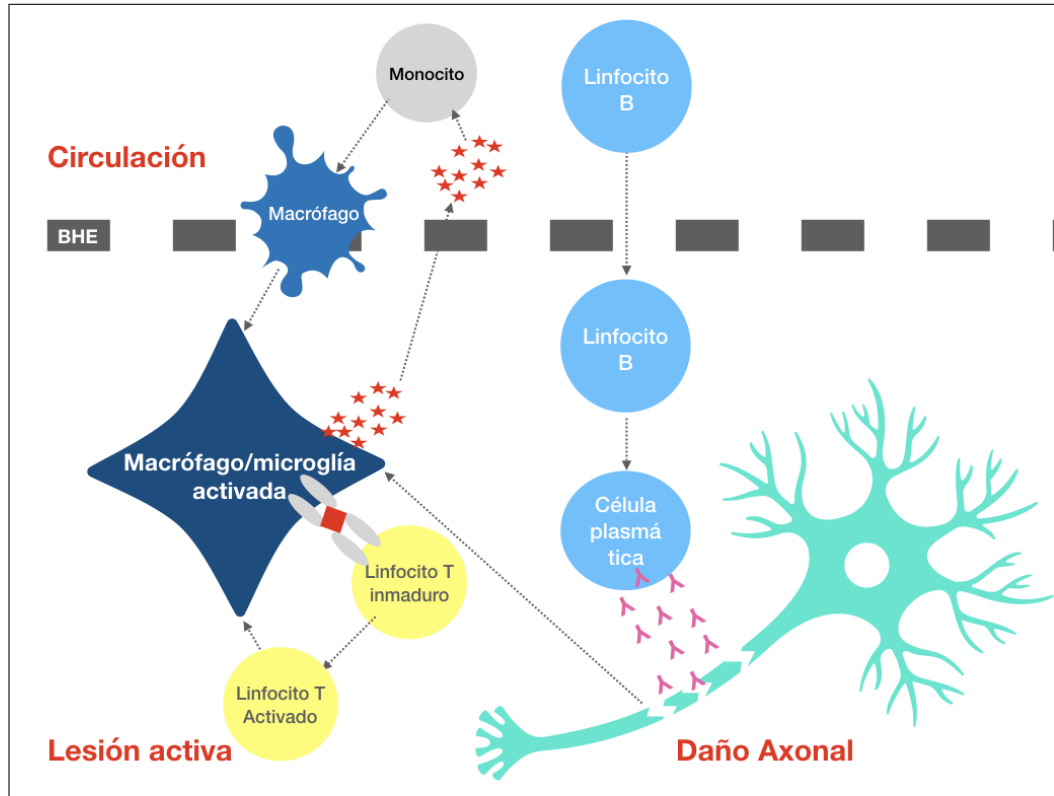 Monocito
Linfocito
B
Circulación
Macrófago
BHE
Linfocito
B
Macrófago/microglía
activada
Célula
plasmá
tica
Linfocito T
inmaduro
Linfocito T
Activado
Lesión activa
Daño Axonal